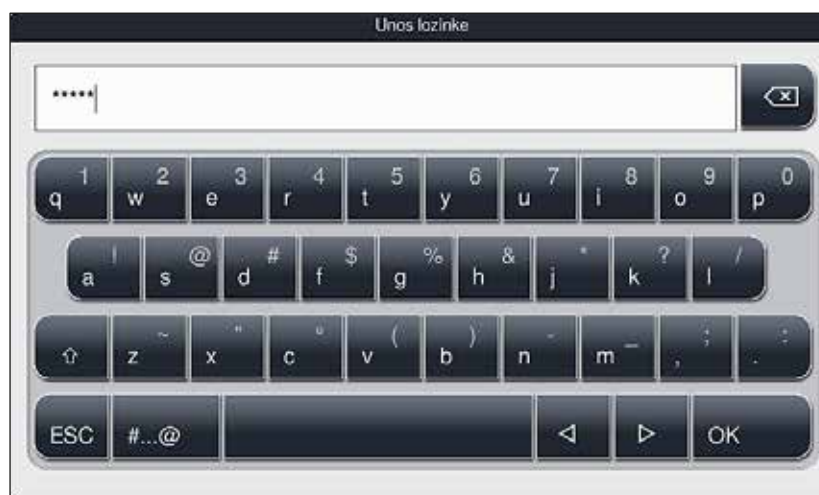 Unos lozinke
*****
1 2 3 4 5 6 7 8 9 0
q w e r t y u i o p
! @ # $ % & * ? /
a s d f g h j k l
~ " ( ) - _ ; :
z x c v b n m , .
ESC #...@ OK